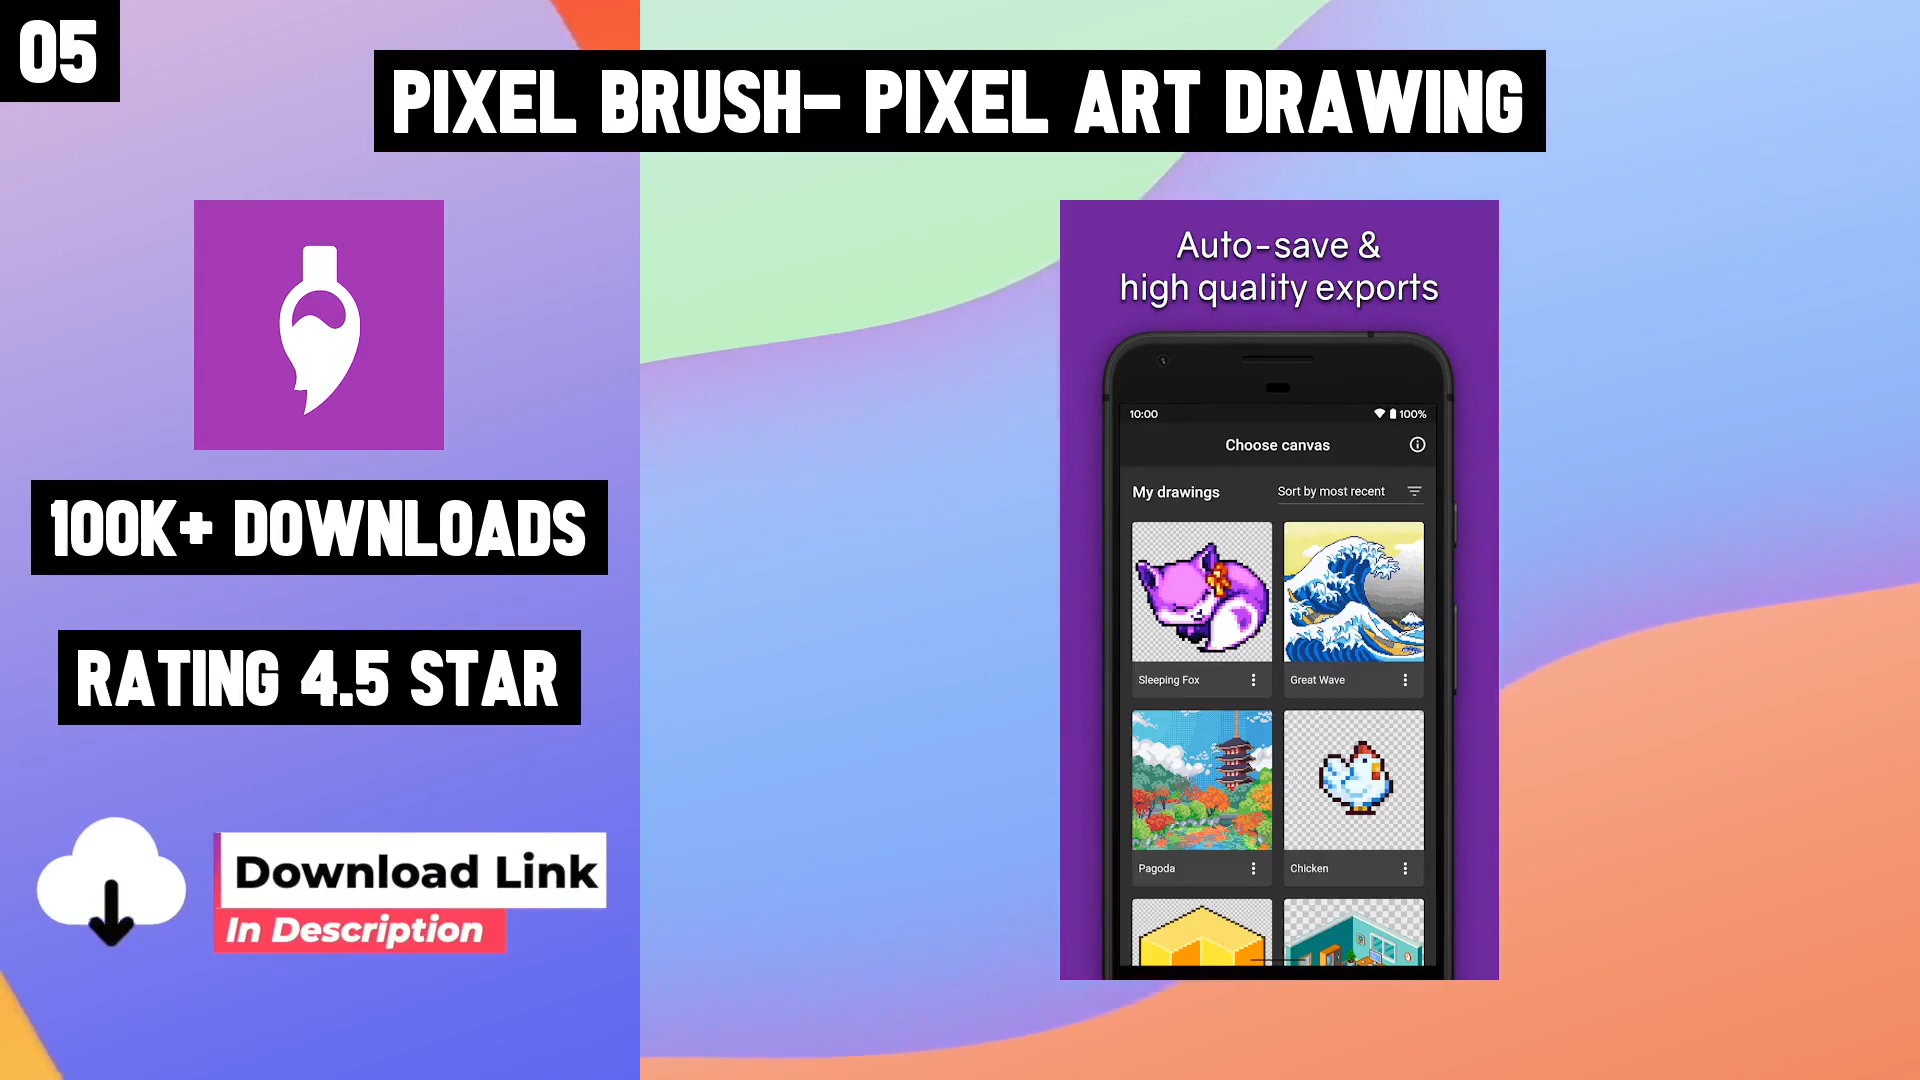 05
PIXEL BRUSH- PIXEL ART DRAWING
100K+ DOWNLOADS
RATING 4.5 STAR
Download Link
In Description
Auto-save &
high quality exports
10:00 100%
Choose canvas
My drawings Sort by most recent
Sleeping Fox Great Wave
Pagoda Chicken